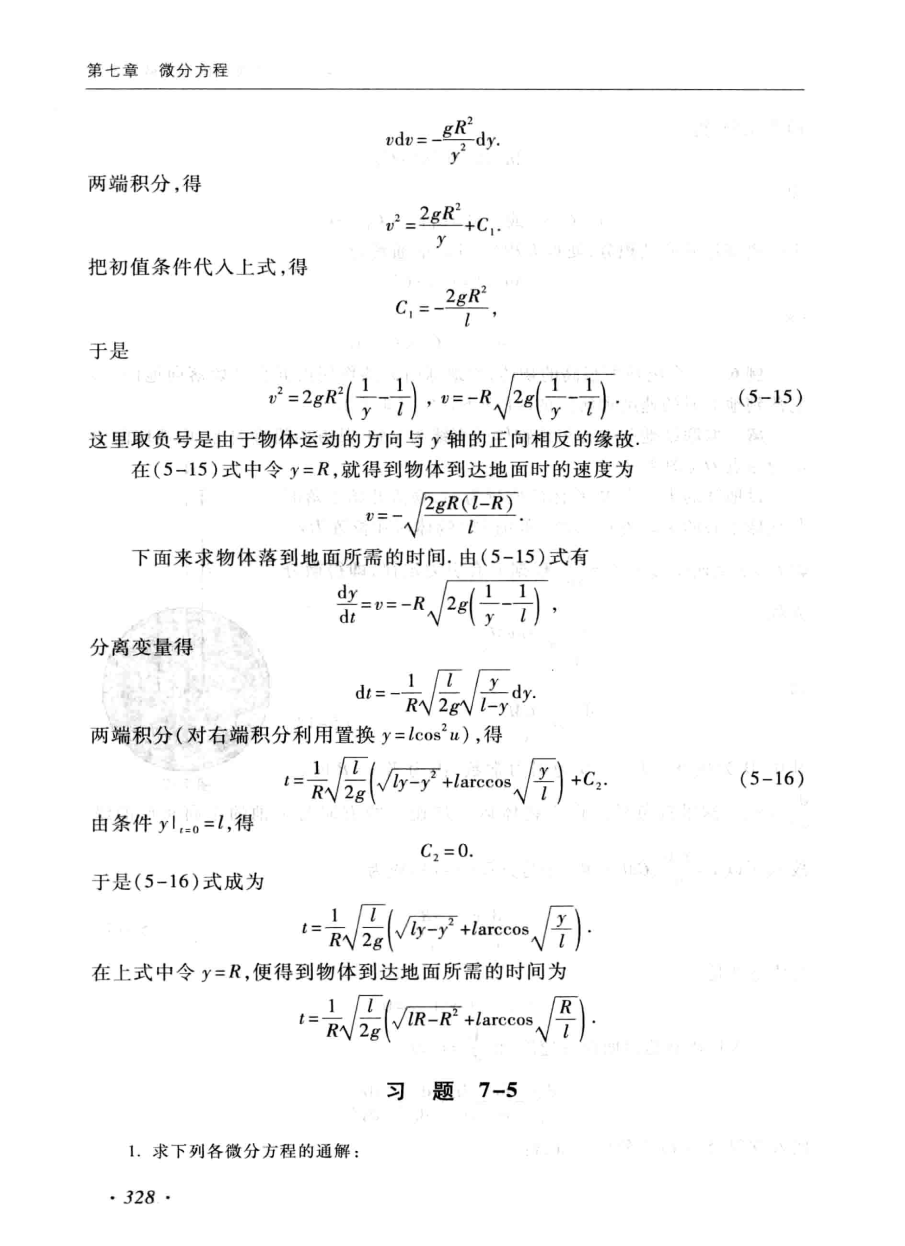 第七章 微分方程
vdv=-\frac{gR^2}{y^2}dy.
两端积分,得
v^2=\frac{2gR^2}{y}+C_1.
把初值条件代入上式,得
C_1=-\frac{2gR^2}{l},
于是
v^2=2gR^2\left(\frac{1}{y}-\frac{1}{l}\right), v=-R\sqrt{2g\left(\frac{1}{y}-\frac{1}{l}\right)}. (5-15)
这里取负号是由于物体运动的方向与 y 轴的正向相反的缘故.
在(5-15)式中令 y=R,就得到物体到达地面时的速度为
v=-\sqrt{\frac{2gR(l-R)}{l}}.
下面来求物体落到地面所需的时间. 由(5-15)式有
\frac{dy}{dt}=v=-R\sqrt{2g\left(\frac{1}{y}-\frac{1}{l}\right)},
分离变量得
dt=-\frac{1}{R}\sqrt{\frac{l}{2g}}\sqrt{\frac{y}{l-y}}dy.
两端积分(对右端积分利用置换 y=lcos^2u),得
t=\frac{1}{R}\sqrt{\frac{l}{2g}}\left(\sqrt{ly-y^2}+larccos\sqrt{\frac{y}{l}}\right)+C_2. (5-16)
由条件 y|_{t=0}=l,得
C_2=0.
于是(5-16)式成为
t=\frac{1}{R}\sqrt{\frac{l}{2g}}\left(\sqrt{ly-y^2}+larccos\sqrt{\frac{y}{l}}\right).
在上式中令 y=R,便得到物体到达地面所需的时间为
t=\frac{1}{R}\sqrt{\frac{l}{2g}}\left(\sqrt{lR-R^2}+larccos\sqrt{\frac{R}{l}}\right).
习 题 7-5
1. 求下列各微分方程的通解:
· 328 ·